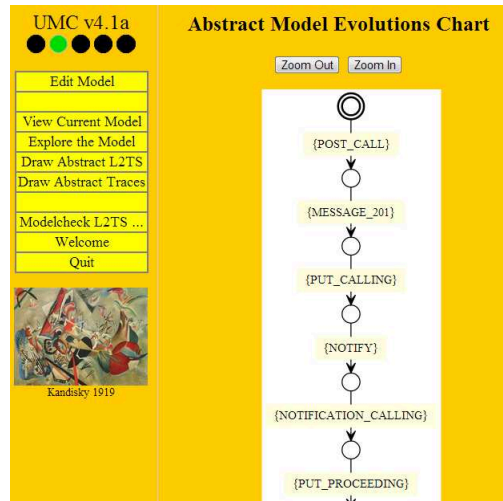 UMC v4.1a
Edit Model
View Current Model
Explore the Model
Draw Abstract L2TS
Draw Abstract Traces
Modelcheck L2TS ...
Welcome
Quit
Kandisky 1919
Abstract Model Evolutions Chart
Zoom Out Zoom In
{POST_CALL}
{MESSAGE_201}
{PUT_CALLING}
{NOTIFY}
{NOTIFICATION_CALLING}
{PUT_PROCEEDING}